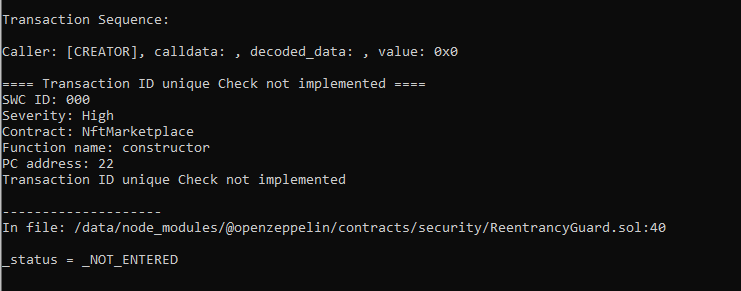 Transaction Sequence:
Caller: [CREATOR], calldata: , decoded_data: , value: 0x0
==== Transaction ID unique Check not implemented ====
SWC ID: 000
Severity: High
Contract: NftMarketplace
Function name: constructor
PC address: 22
Transaction ID unique Check not implemented
--------------------
In file: /data/node_modules/@openzeppelin/contracts/security/ReentrancyGuard.sol:40
_status = _NOT_ENTERED